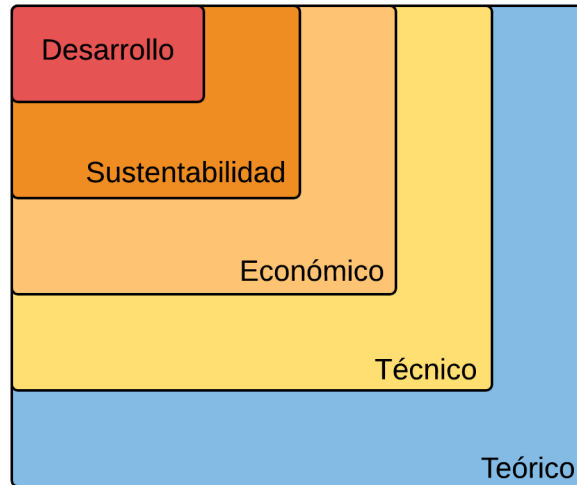 Desarrollo
Sustentabilidad
Económico
Técnico
Teórico